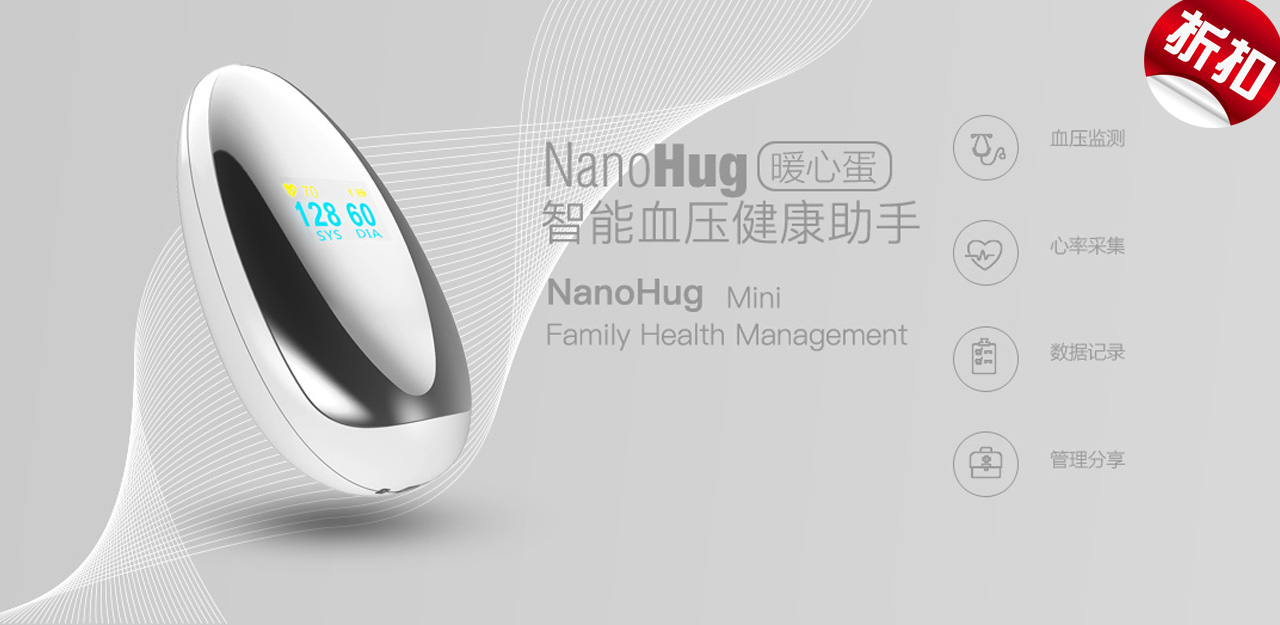 折扣
70
128 60
SYS DIA
NanoHug 暖心蛋
智能血压健康助手
NanoHug Mini
Family Health Management
血压监测
心率采集
数据记录
管理分享